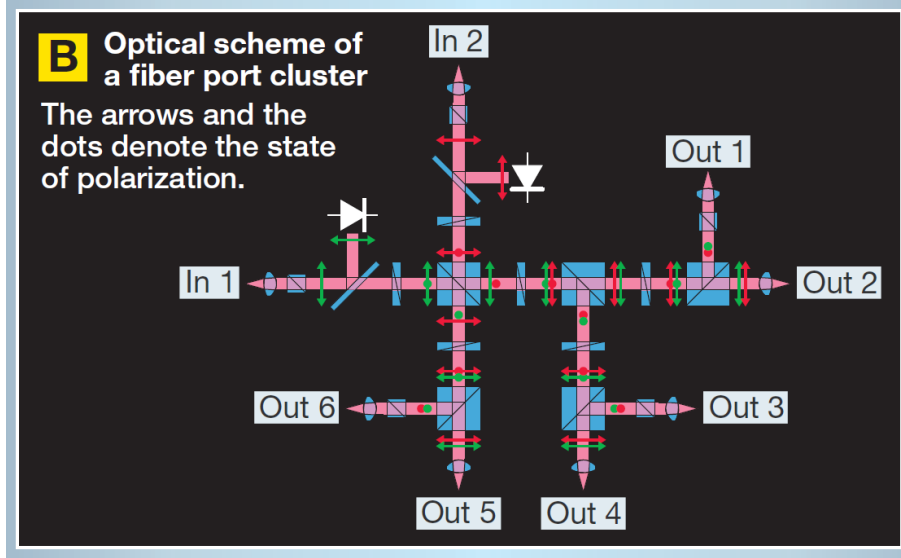 B
Optical scheme of
a fiber port cluster
The arrows and the
dots denote the state
of polarization.
In 2
Out 1
In 1
Out 2
Out 6
Out 3
Out 5
Out 4